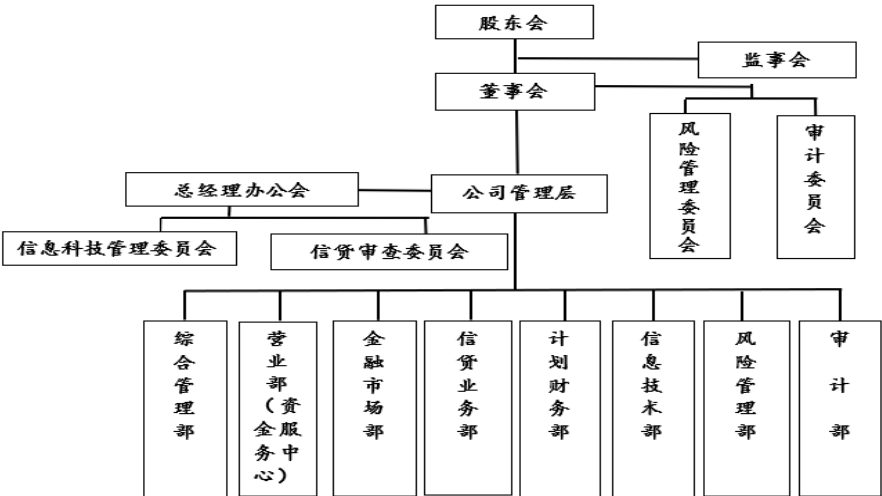 股东会
监事会
董事会
风险管理委员会
审计委员会
总经理办公会
公司管理层
信息科技管理委员会
信贷审查委员会
综合管理部
营业部（资金服务中心）
金融市场部
信贷业务部
计划财务部
信息技术部
风险管理部
审计部